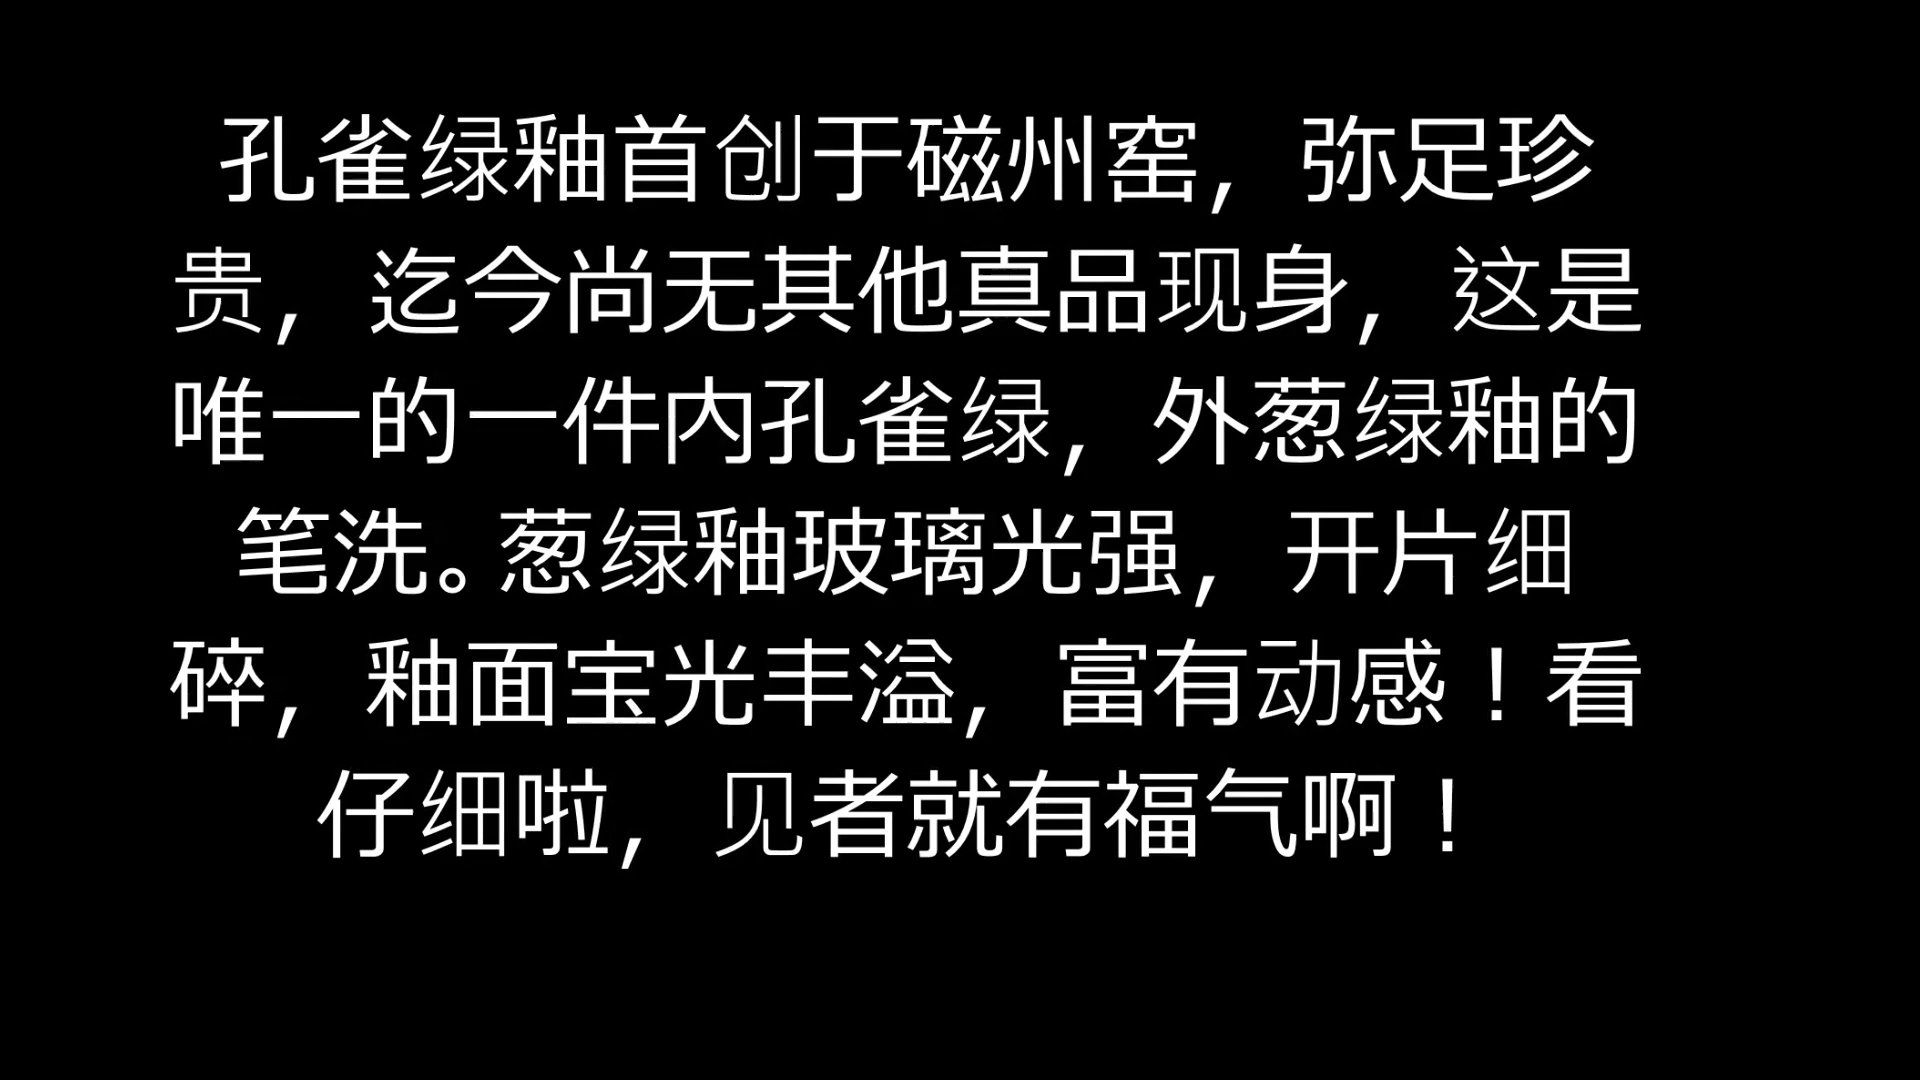 孔雀绿釉首创于磁州窑，弥足珍
贵，迄今尚无其他真品现身，这是
唯一的一件内孔雀绿，外葱绿釉的
笔洗。葱绿釉玻璃光强，开片细
碎，釉面宝光丰溢，富有动感！看
仔细啦，见者就有福气啊！